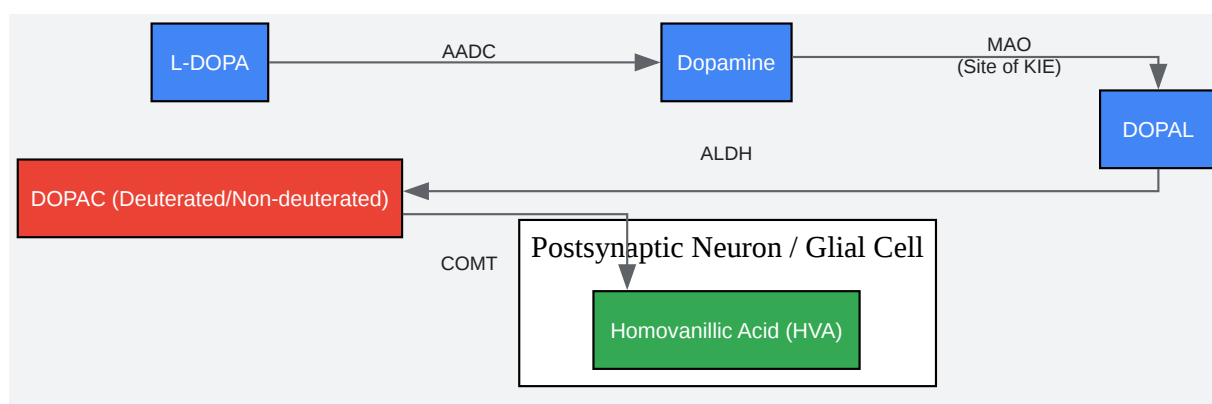 L-DOPA
AADC
Dopamine
MAO
(Site of KIE)
DOPAL
ALDH
DOPAC (Deuterated/Non-deuterated)
COMT
Postsynaptic Neuron / Glial Cell
Homovanillic Acid (HVA)